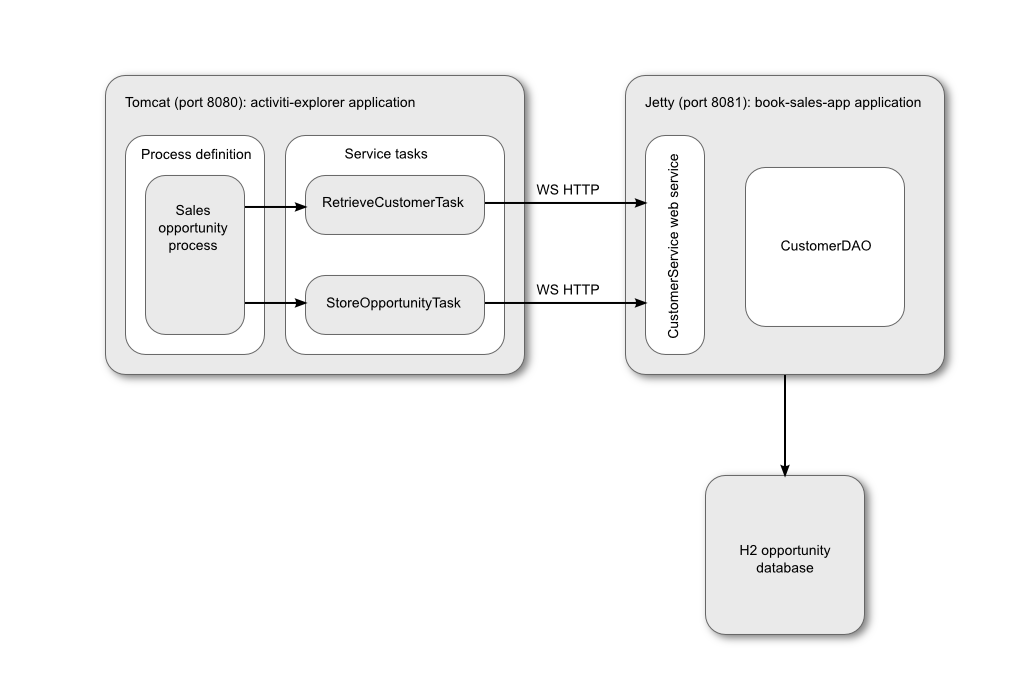 Tomcat (port 8080): activiti-explorer application
Process definition
Sales
opportunity
process
Service tasks
RetrieveCustomerTask
StoreOpportunityTask
WS HTTP
WS HTTP
Jetty (port 8081): book-sales-app application
CustomerService web service
CustomerDAO
H2 opportunity
database